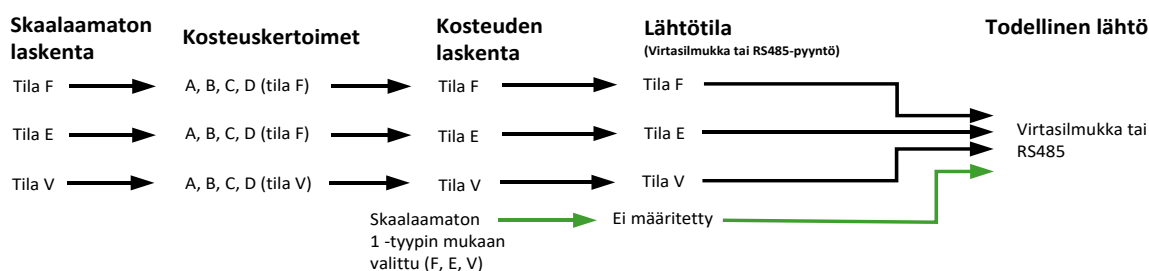 Skaalaamaton
laskenta
Kosteuskertoimet
Kosteuden
laskenta
Lähtötila
(Virtasilmukka tai RS485-pyyntö)
Todellinen lähtö
Tila F
A, B, C, D (tila F)
Tila F
Tila F
Tila E
A, B, C, D (tila F)
Tila E
Tila E
Virtasilmukka tai
RS485
Tila V
A, B, C, D (tila V)
Tila V
Tila V
Skaalaamaton
1 -tyypin mukaan
valittu (F, E, V)
Ei määritetty